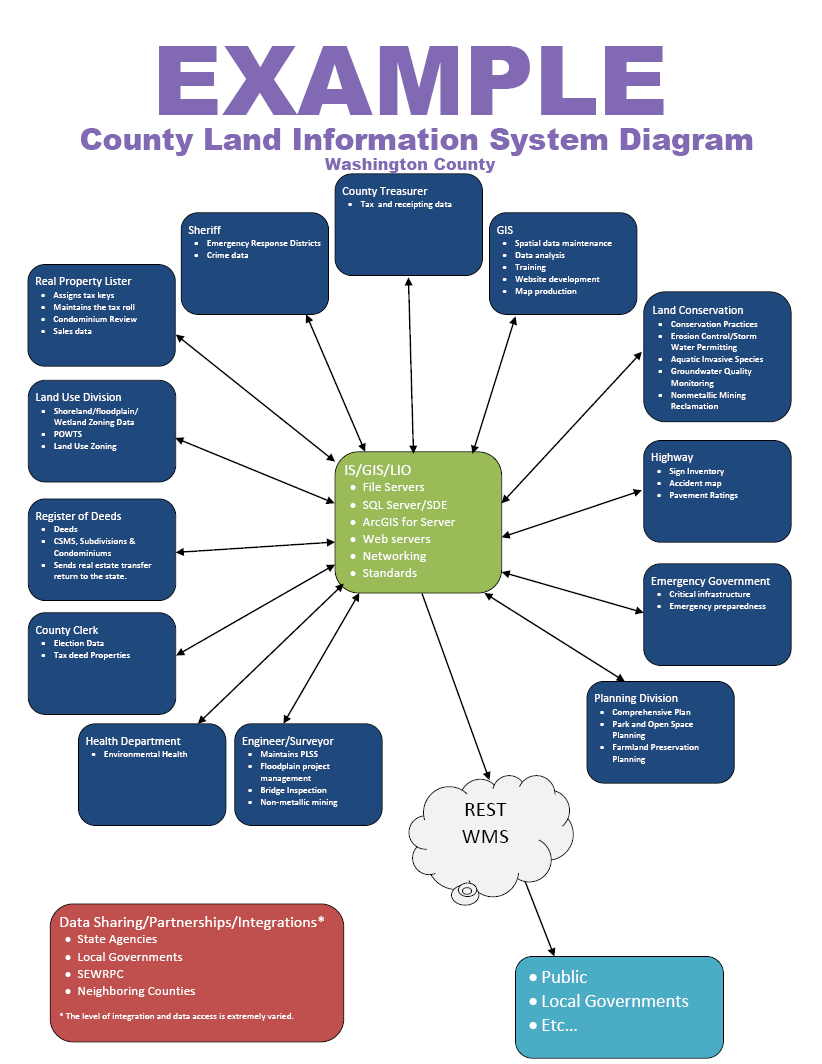 EXAMPLE
County Land Information System Diagram
Washington County
County Treasurer
• Tax and receipting data
Sheriff
• Emergency Response Districts
• Crime data
GIS
• Spatial data maintenance
• Data analysis
• Training
• Website development
• Map production
Real Property Lister
• Assigns tax keys
• Maintains the tax roll
• Condominium Review
• Sales data
Land Conservation
• Conservation Practices
• Erosion Control/Storm
Water Permitting
• Aquatic Invasive Species
• Groundwater Quality
Monitoring
• Nonmetallic Mining
Reclamation
Land Use Division
• Shoreland/floodplain/
Wetland Zoning Data
• POWTS
• Land Use Zoning
IS/GIS/LIO
• File Servers
• SQL Server/SDE
• ArcGIS for Server
• Web servers
• Networking
• Standards
Highway
• Sign Inventory
• Accident map
• Pavement Ratings
Register of Deeds
• Deeds
• CSMS, Subdivisions &
Condominiums
• Sends real estate transfer
return to the state.
Emergency Government
• Critical infrastructure
• Emergency preparedness
County Clerk
• Election Data
• Tax deed Properties
Planning Division
• Comprehensive Plan
• Park and Open Space
Planning
• Farmland Preservation
Planning
Health Department
• Environmental Health
Engineer/Surveyor
• Maintains PLSS
• Floodplain project
management
• Bridge Inspection
• Non-metallic mining
REST
WMS
Data Sharing/Partnerships/Integrations*
• State Agencies
• Local Governments
• SEWRPC
• Neighboring Counties
* The level of integration and data access is extremely varied.
• Public
• Local Governments
• Etc...